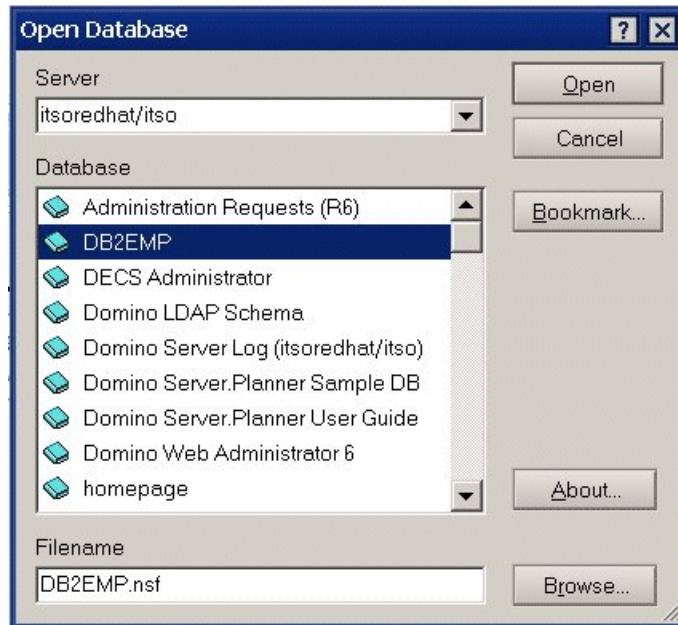 Open Database
Server
itsoredhat/itso
Open
Cancel
Database
Administration Requests (R6)
DB2EMP
DECS Administrator
Domino LDAP Schema
Domino Server Log (itsoredhat/itso)
Domino Server.Planner Sample DB
Domino Server.Planner User Guide
Domino Web Administrator 6
homepage
Bookmark...
About...
Filename
DB2EMP.nsf
Browse...